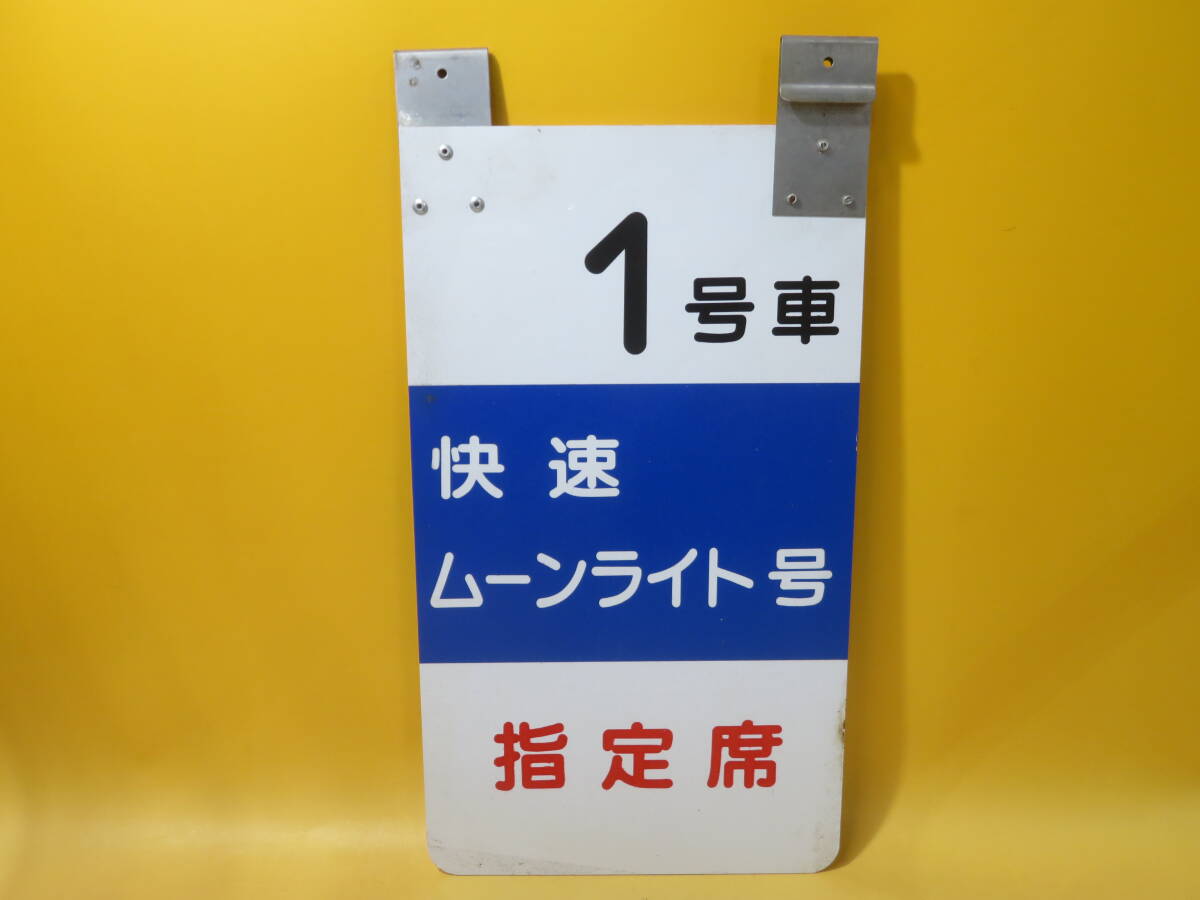 1号車
快速
ムーンライト号
指定席